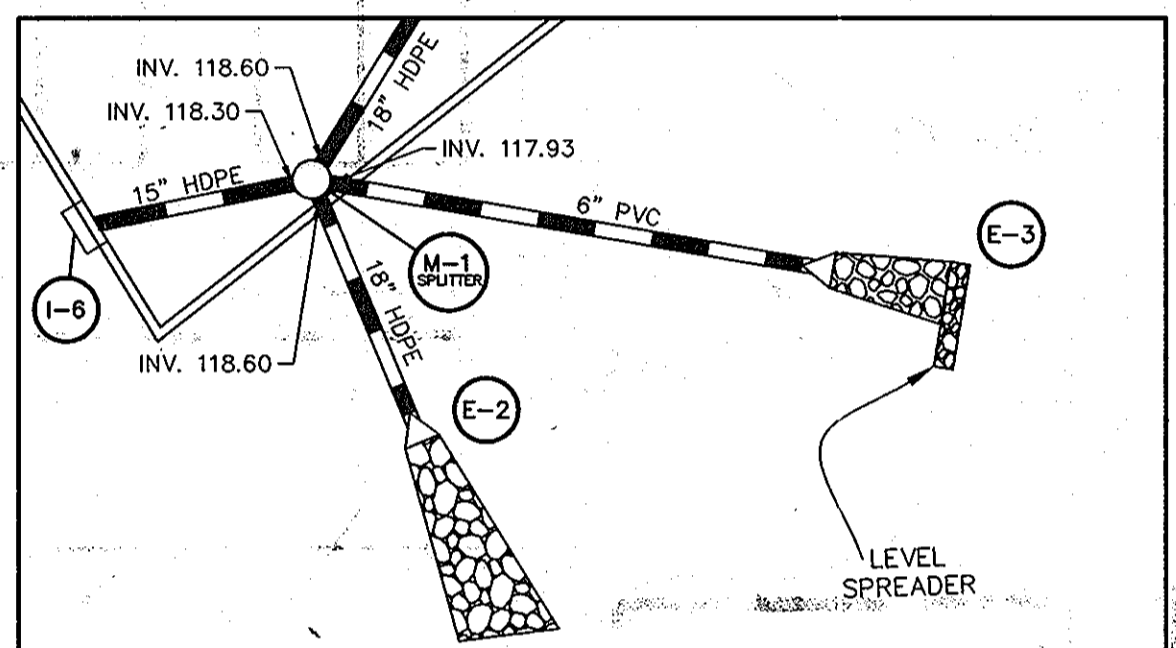 INV. 118.60
18" HDPE
INV. 118.30
INV. 117.93
15" HDPE
6" PVC
E-3
M-1
SPLITTER
I-6
18" HDPE
INV. 118.60
E-2
LEVEL
SPREADER